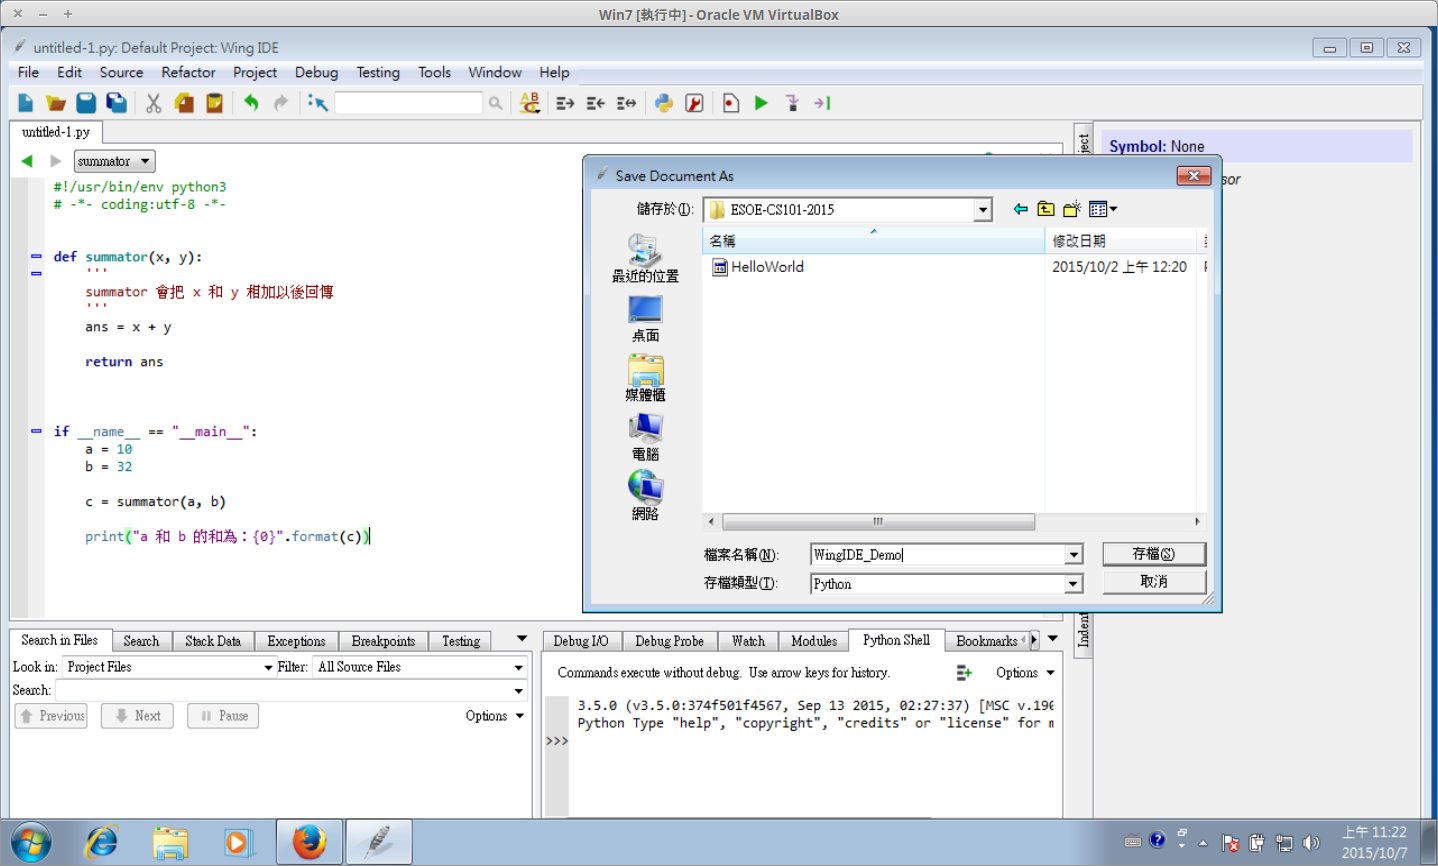 Win7 [執行中] - Oracle VM VirtualBox
untitled-1.py: Default Project: Wing IDE
File Edit Source Refactor Project Debug Testing Tools Window Help
untitled-1.py
summator
#!/usr/bin/env python3
# -*- coding:utf-8 -*-
def summator(x, y):
'''
summator 會把 x 和 y 相加以後回傳
'''
ans = x + y
return ans
if __name__ == "__main__":
a = 10
b = 32
c = summator(a, b)
print("a 和 b 的和為：{0}".format(c))
Symbol: None
Save Document As
儲存於(I):
ESOE-CS101-2015
名稱
修改日期
HelloWorld
2015/10/2 上午 12:20
最近的位置
桌面
媒體櫃
電腦
網路
檔案名稱(N):
WingIDE_Demo
存檔(S)
存檔類型(T):
Python
取消
Search in Files Search Stack Data Exceptions Breakpoints Testing
Look in: Project Files Filter: All Source Files
Search:
Previous Next Pause Options
Debug I/O Debug Probe Watch Modules Python Shell Bookmarks
Commands execute without debug. Use arrow keys for history.
Options
3.5.0 (v3.5.0:374f501f4567, Sep 13 2015, 02:27:37) [MSC v.190
Python Type "help", "copyright", "credits" or "license" for m
>>>
上午 11:22
2015/10/7